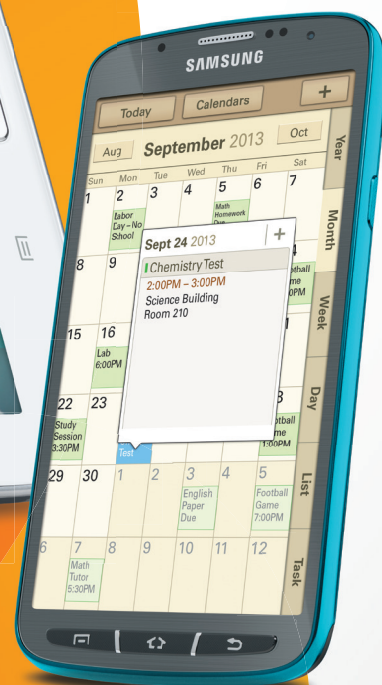 SAMSUNG
Today
Calendars
+
Aug
September 2013
Oct
Sun Mon Tue Wed Thu Fri Sat
1 2 3 4 5 6 7
Labor
Day – No
School
Math
Homework
Sept 24 2013 +
Chemistry Test
2:00PM – 3:00PM
Science Building
Room 210
8 9
0PM
15 16
Lab
6:00PM
22 23
Study
Session
3:30PM
Test
1:00PM
29 30 1 2 3 4 5
English
Paper
Due
Football
Game
7:00PM
6 7 8 9 10 11 12
Math
Tutor
5:30PM
Year
Month
Week
Day
List
Task